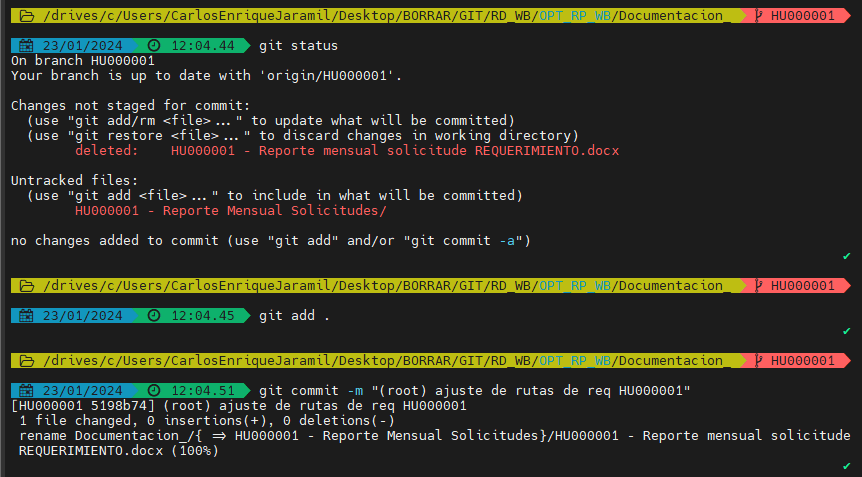 /drives/c/Users/CarlosEnriqueJaramil/Desktop/BORRAR/GIT/RD_WB/OPT_RP_WB/Documentacion_ HU000001
23/01/2024 12:04.44 git status
On branch HU000001
Your branch is up to date with 'origin/HU000001'.
Changes not staged for commit:
(use "git add/rm <file>..." to update what will be committed)
(use "git restore <file>..." to discard changes in working directory)
deleted: HU000001 - Reporte mensual solicitude REQUERIMIENTO.docx
Untracked files:
(use "git add <file>..." to include in what will be committed)
HU000001 - Reporte Mensual Solicitudes/
no changes added to commit (use "git add" and/or "git commit -a")
✔
/drives/c/Users/CarlosEnriqueJaramil/Desktop/BORRAR/GIT/RD_WB/OPT_RP_WB/Documentacion_ HU000001
23/01/2024 12:04.45 git add .
✔
/drives/c/Users/CarlosEnriqueJaramil/Desktop/BORRAR/GIT/RD_WB/OPT_RP_WB/Documentacion_ HU000001
23/01/2024 12:04.51 git commit -m "(root) ajuste de rutas de req HU000001"
[HU000001 5198b74] (root) ajuste de rutas de req HU000001
1 file changed, 0 insertions(+), 0 deletions(-)
rename Documentacion_/{ => HU000001 - Reporte Mensual Solicitudes}/HU000001 - Reporte mensual solicitude
REQUERIMIENTO.docx (100%)
✔